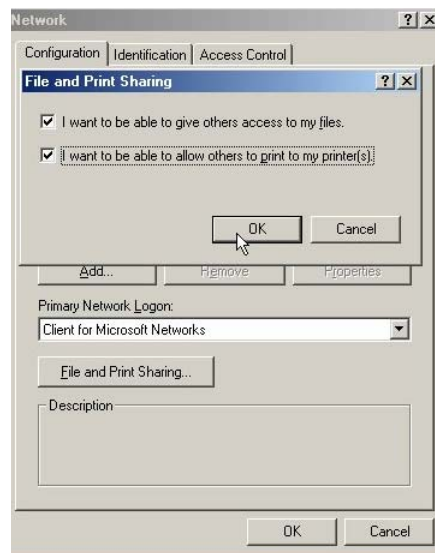 Network
Configuration Identification Access Control
File and Print Sharing
I want to be able to give others access to my files.
I want to be able to allow others to print to my printer(s).
OK Cancel
Add... Remove Properties
Primary Network Logon:
Client for Microsoft Networks
File and Print Sharing...
Description
OK Cancel